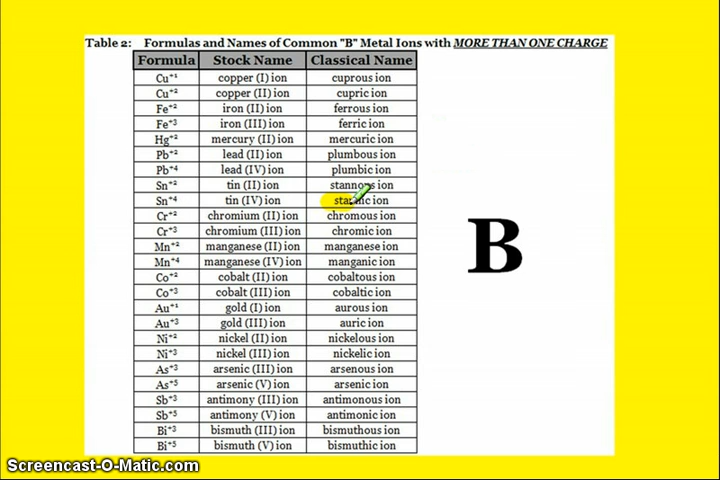 Table 2: Formulas and Names of Common "B" Metal Ions with MORE THAN ONE CHARGE
Formula Stock Name Classical Name
Cu⁺¹ copper (I) ion cuprous ion
Cu⁺² copper (II) ion cupric ion
Fe⁺² iron (II) ion ferrous ion
Fe⁺³ iron (III) ion ferric ion
Hg⁺² mercury (II) ion mercuric ion
Pb⁺² lead (II) ion plumbous ion
Pb⁺⁴ lead (IV) ion plumbic ion
Sn⁺² tin (II) ion stannous ion
Sn⁺⁴ tin (IV) ion stannic ion
Cr⁺² chromium (II) ion chromous ion
Cr⁺³ chromium (III) ion chromic ion
Mn⁺² manganese (II) ion manganese ion
Mn⁺⁴ manganese (IV) ion manganic ion
Co⁺² cobalt (II) ion cobaltous ion
Co⁺³ cobalt (III) ion cobaltic ion
Au⁺¹ gold (I) ion aurous ion
Au⁺³ gold (III) ion auric ion
Ni⁺² nickel (II) ion nickelous ion
Ni⁺³ nickel (III) ion nickelic ion
As⁺³ arsenic (III) ion arsenous ion
As⁺⁵ arsenic (V) ion arsenic ion
Sb⁺³ antimony (III) ion antimonous ion
Sb⁺⁵ antimony (V) ion antimonic ion
Bi⁺³ bismuth (III) ion bismuthous ion
Bi⁺⁵ bismuth (V) ion bismuthic ion
B
Screencast-O-Matic.com